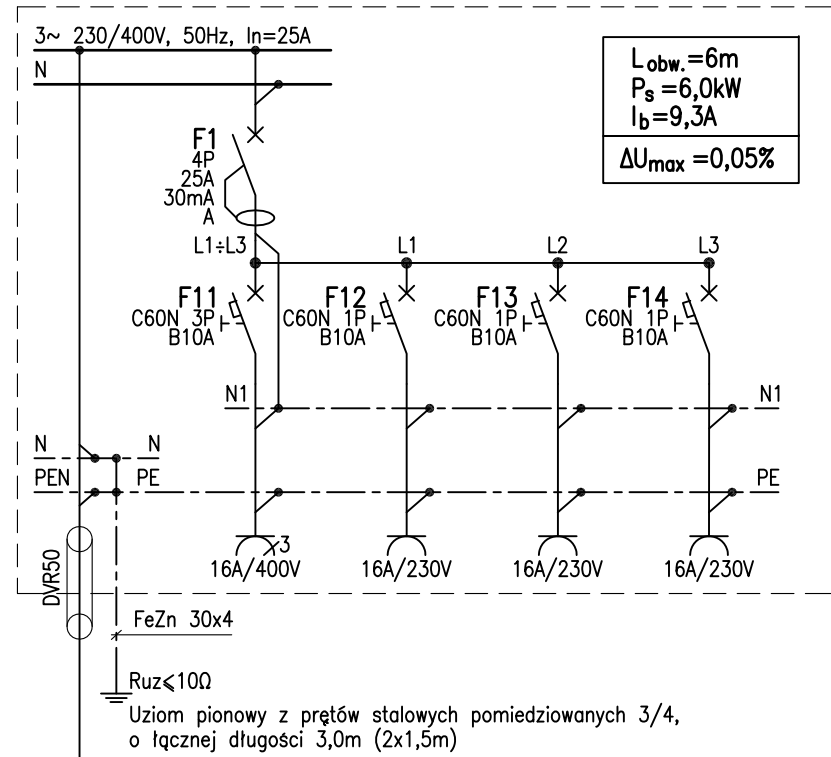 3~ 230/400V, 50Hz, In=25A
N
L obw.=6m
Ps =6,0kW
Ib=9,3A
ΔUmax =0,05%
F1
4P
25A
30mA
A
L1÷L3
L1
L2
L3
F11
C60N 3P
B10A
F12
C60N 1P
B10A
F13
C60N 1P
B10A
F14
C60N 1P
B10A
N1
N1
N
N
PEN
PE
PE
3
16A/400V
16A/230V
16A/230V
16A/230V
DVR50
FeZn 30x4
Ruz⩽10Ω
Uziom pionowy z prętów stalowych pomiedziowanych 3/4,
o łącznej długości 3,0m (2x1,5m)